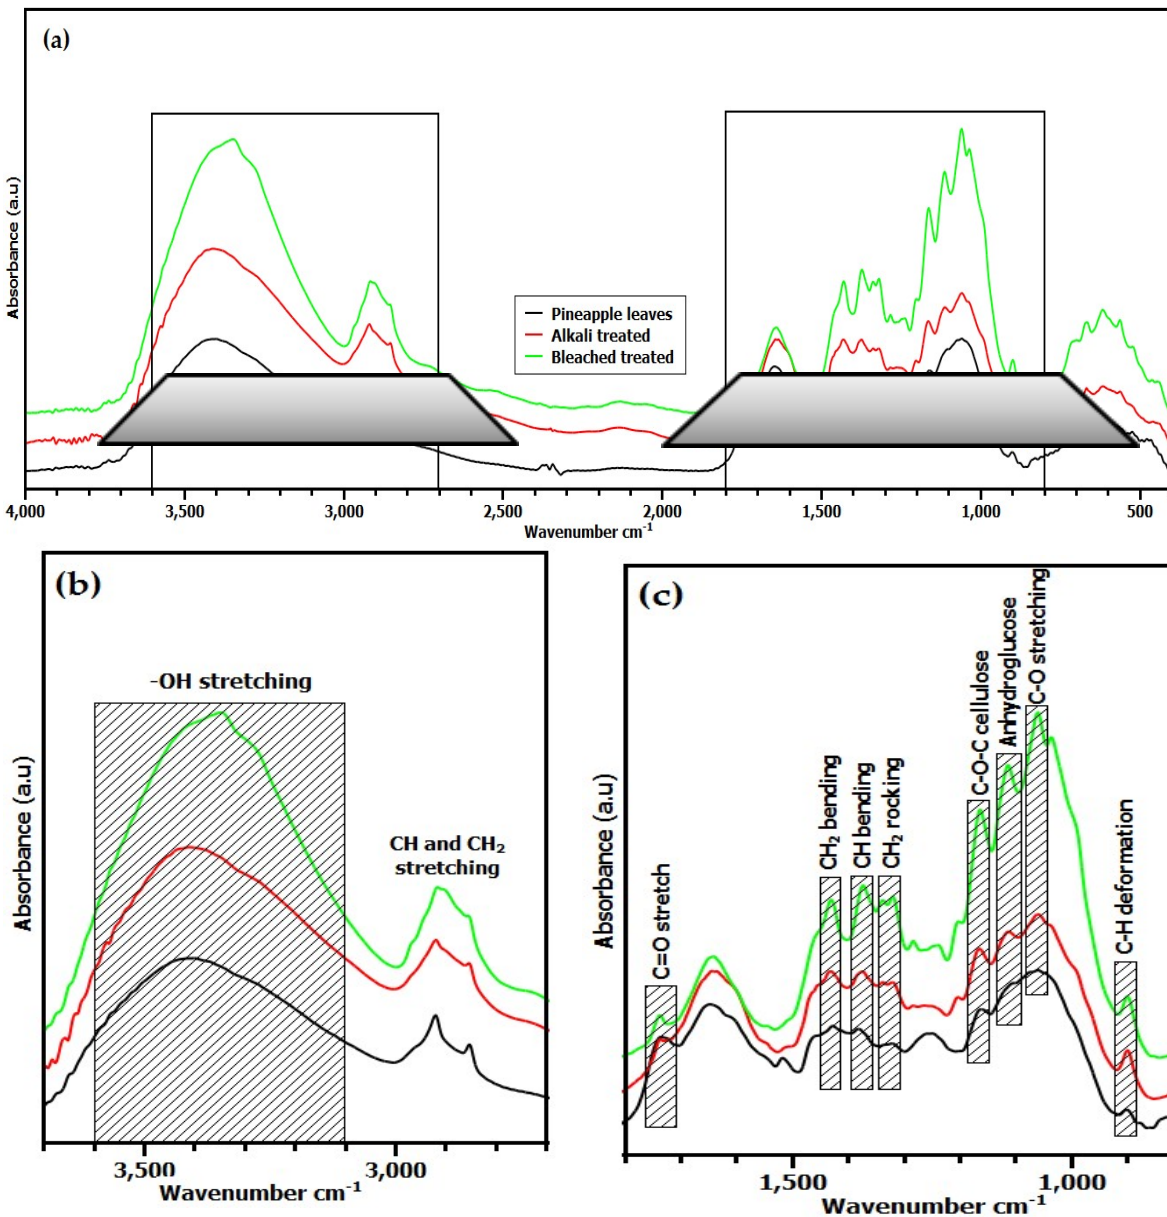 (a)
Absorbance (a.u)
Pineapple leaves
Alkali treated
Bleached treated
4,000 3,500 3,000 2,500 2,000 1,500 1,000 500
Wavenumber cm⁻¹
(b)
Absorbance (a.u)
-OH stretching
CH and CH₂
stretching
3,500 3,000
Wavenumber cm⁻¹
(c)
Absorbance (a.u)
C=O stretch
CH₂ bending
CH bending
CH₂ rocking
C-O-C cellulose
Anhydroglucose
C-O stretching
C-H deformation
1,500 1,000
Wavenumber cm⁻¹